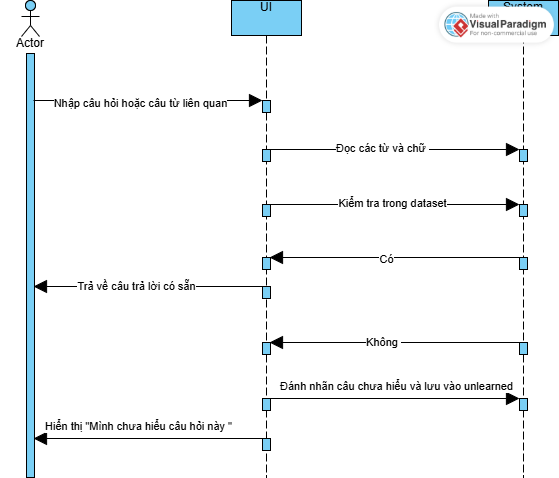 UI
System
Made with
VisualParadigm
For non-commercial use
Actor
Nhập câu hỏi hoặc câu từ liên quan
Đọc các từ và chữ
Kiểm tra trong dataset
Có
Trả về câu trả lời có sẵn
Không
Đánh nhãn câu chưa hiểu và lưu vào unlearned
Hiển thị "Mình chưa hiểu câu hỏi này "